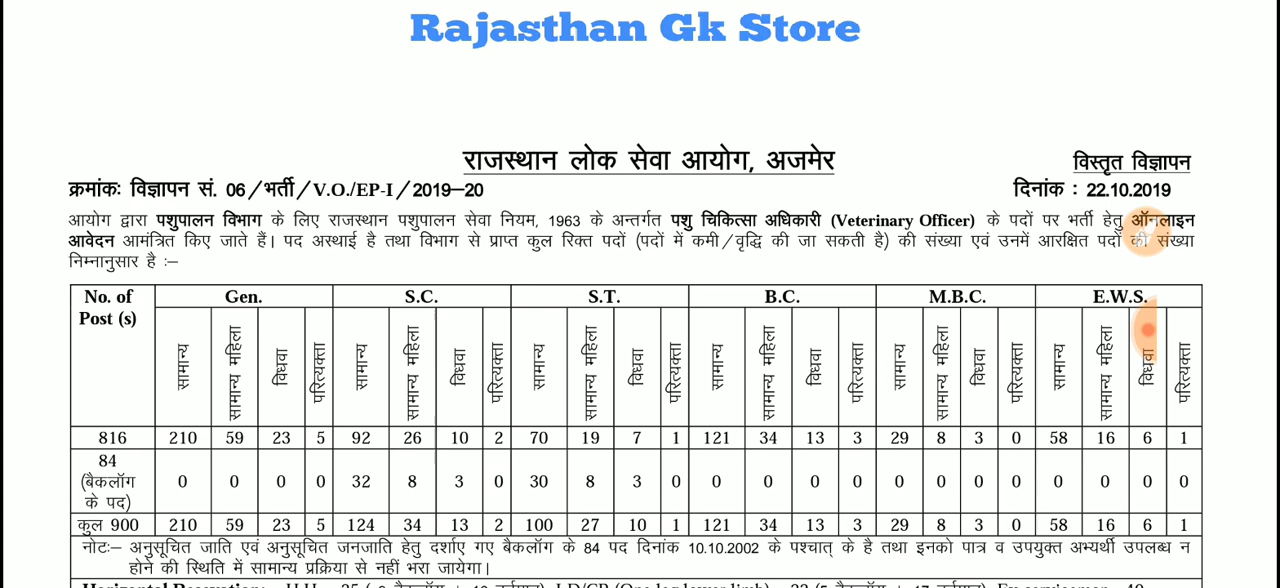 Rajasthan Gk Store
राजस्थान लोक सेवा आयोग, अजमेर
विस्तृत विज्ञापन
क्रमांकः विज्ञापन सं. 06/भर्ती/V.O./EP-I/2019–20 दिनांक : 22.10.2019
आयोग द्वारा पशुपालन विभाग के लिए राजस्थान पशुपालन सेवा नियम, 1963 के अन्तर्गत पशु चिकित्सा अधिकारी (Veterinary Officer) के पदों पर भर्ती हेतु ऑनलाइन
आवेदन आमंत्रित किए जाते हैं। पद अस्थाई है तथा विभाग से प्राप्त कुल रिक्त पदों (पदों में कमी/वृद्धि की जा सकती है) की संख्या एवं उनमें आरक्षित पदों की संख्या
निम्नानुसार है :–
No. of Gen. S.C. S.T. B.C. M.B.C. E.W.S.
Post (s)
सामान्य सामान्य महिला विधवा परित्यक्ता सामान्य सामान्य महिला विधवा परित्यक्ता सामान्य सामान्य महिला विधवा परित्यक्ता सामान्य सामान्य महिला विधवा परित्यक्ता सामान्य सामान्य महिला विधवा परित्यक्ता सामान्य सामान्य महिला विधवा परित्यक्ता
816 210 59 23 5 92 26 10 2 70 19 7 1 121 34 13 3 29 8 3 0 58 16 6 1
84
(बैकलॉग 0 0 0 0 32 8 3 0 30 8 3 0 0 0 0 0 0 0 0 0 0 0 0 0
के पद)
कुल 900 210 59 23 5 124 34 13 2 100 27 10 1 121 34 13 3 29 8 3 0 58 16 6 1
नोटः– अनुसूचित जाति एवं अनुसूचित जनजाति हेतु दर्शाए गए बैकलॉग के 84 पद दिनांक 10.10.2002 के पश्चात् के है तथा इनको पात्र व उपयुक्त अभ्यर्थी उपलब्ध न
होने की स्थिति में सामान्य प्रक्रिया से नहीं भरा जायेगा।